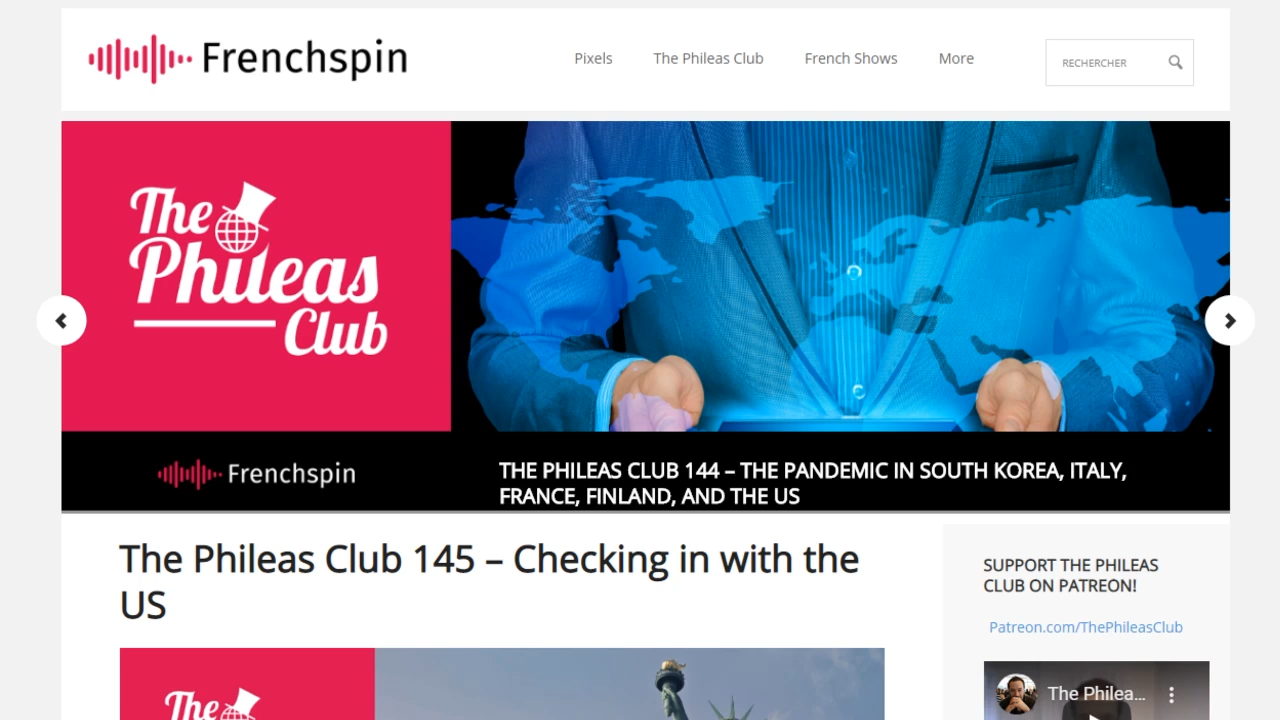 Frenchspin
Pixels
The Phileas Club
French Shows
More
RECHERCHER
The
Phileas
Club
Frenchspin
THE PHILEAS CLUB 144 – THE PANDEMIC IN SOUTH KOREA, ITALY,
FRANCE, FINLAND, AND THE US
The Phileas Club 145 – Checking in with the
US
The
SUPPORT THE PHILEAS
CLUB ON PATREON!
Patreon.com/ThePhileasClub
The Philea...